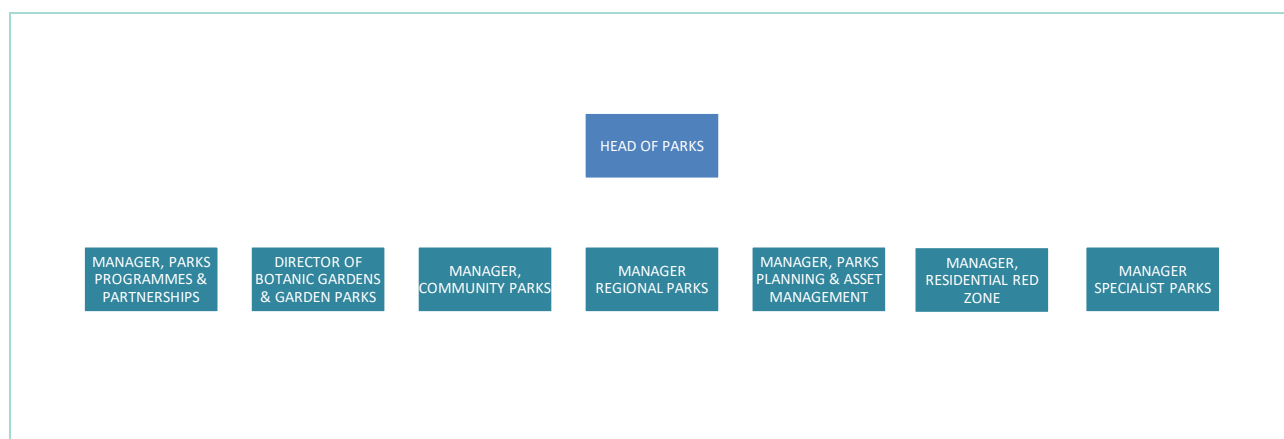 HEAD OF PARKS
MANAGER, PARKS
PROGRAMMES &
PARTNERSHIPS
DIRECTOR OF
BOTANIC GARDENS
& GARDEN PARKS
MANAGER,
COMMUNITY PARKS
MANAGER
REGIONAL PARKS
MANAGER, PARKS
PLANNING & ASSET
MANAGEMENT
MANAGER,
RESIDENTIAL RED
ZONE
MANAGER
SPECIALIST PARKS